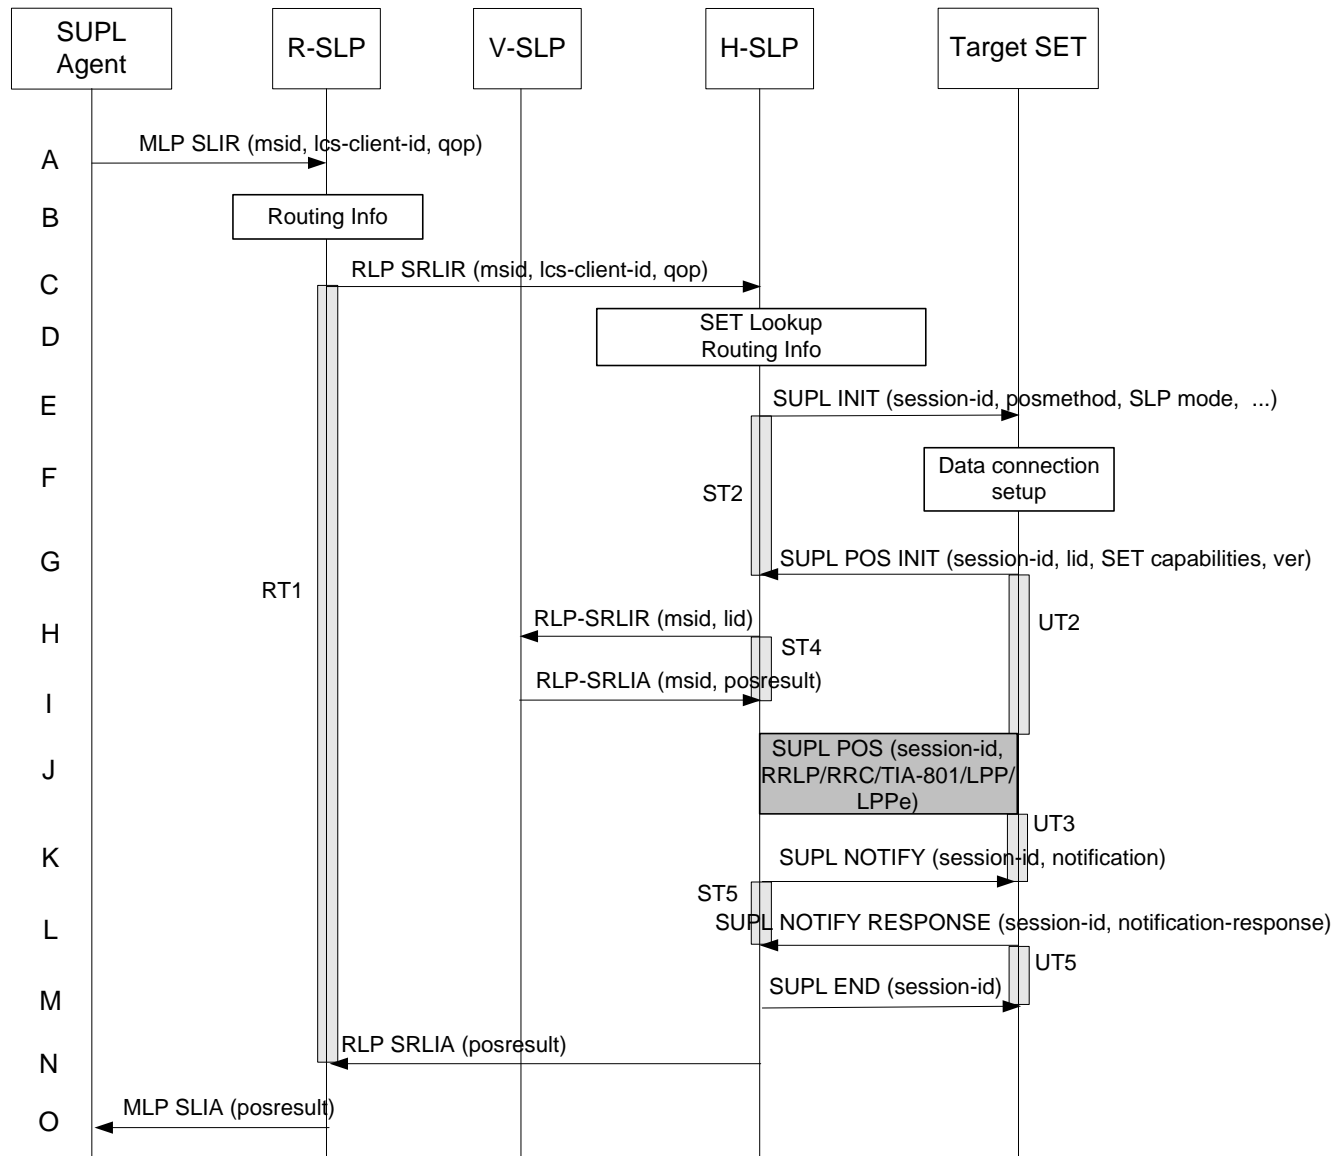 SUPL
Agent
R-SLP
V-SLP
H-SLP
Target SET
A
MLP SLIR (msid, lcs-client-id, qop)
B
Routing Info
C
RLP SRLIR (msid, lcs-client-id, qop)
D
SET Lookup
Routing Info
E
SUPL INIT (session-id, posmethod, SLP mode, ...)
F
Data connection
setup
ST2
G
SUPL POS INIT (session-id, lid, SET capabilities, ver)
RT1
H
RLP-SRLIR (msid, lid)
UT2
ST4
I
RLP-SRLIA (msid, posresult)
J
SUPL POS (session-id,
RRLP/RRC/TIA-801/LPP/
LPPe)
UT3
K
SUPL NOTIFY (session-id, notification)
ST5
L
SUPL NOTIFY RESPONSE (session-id, notification-response)
UT5
M
SUPL END (session-id)
N
RLP SRLIA (posresult)
O
MLP SLIA (posresult)